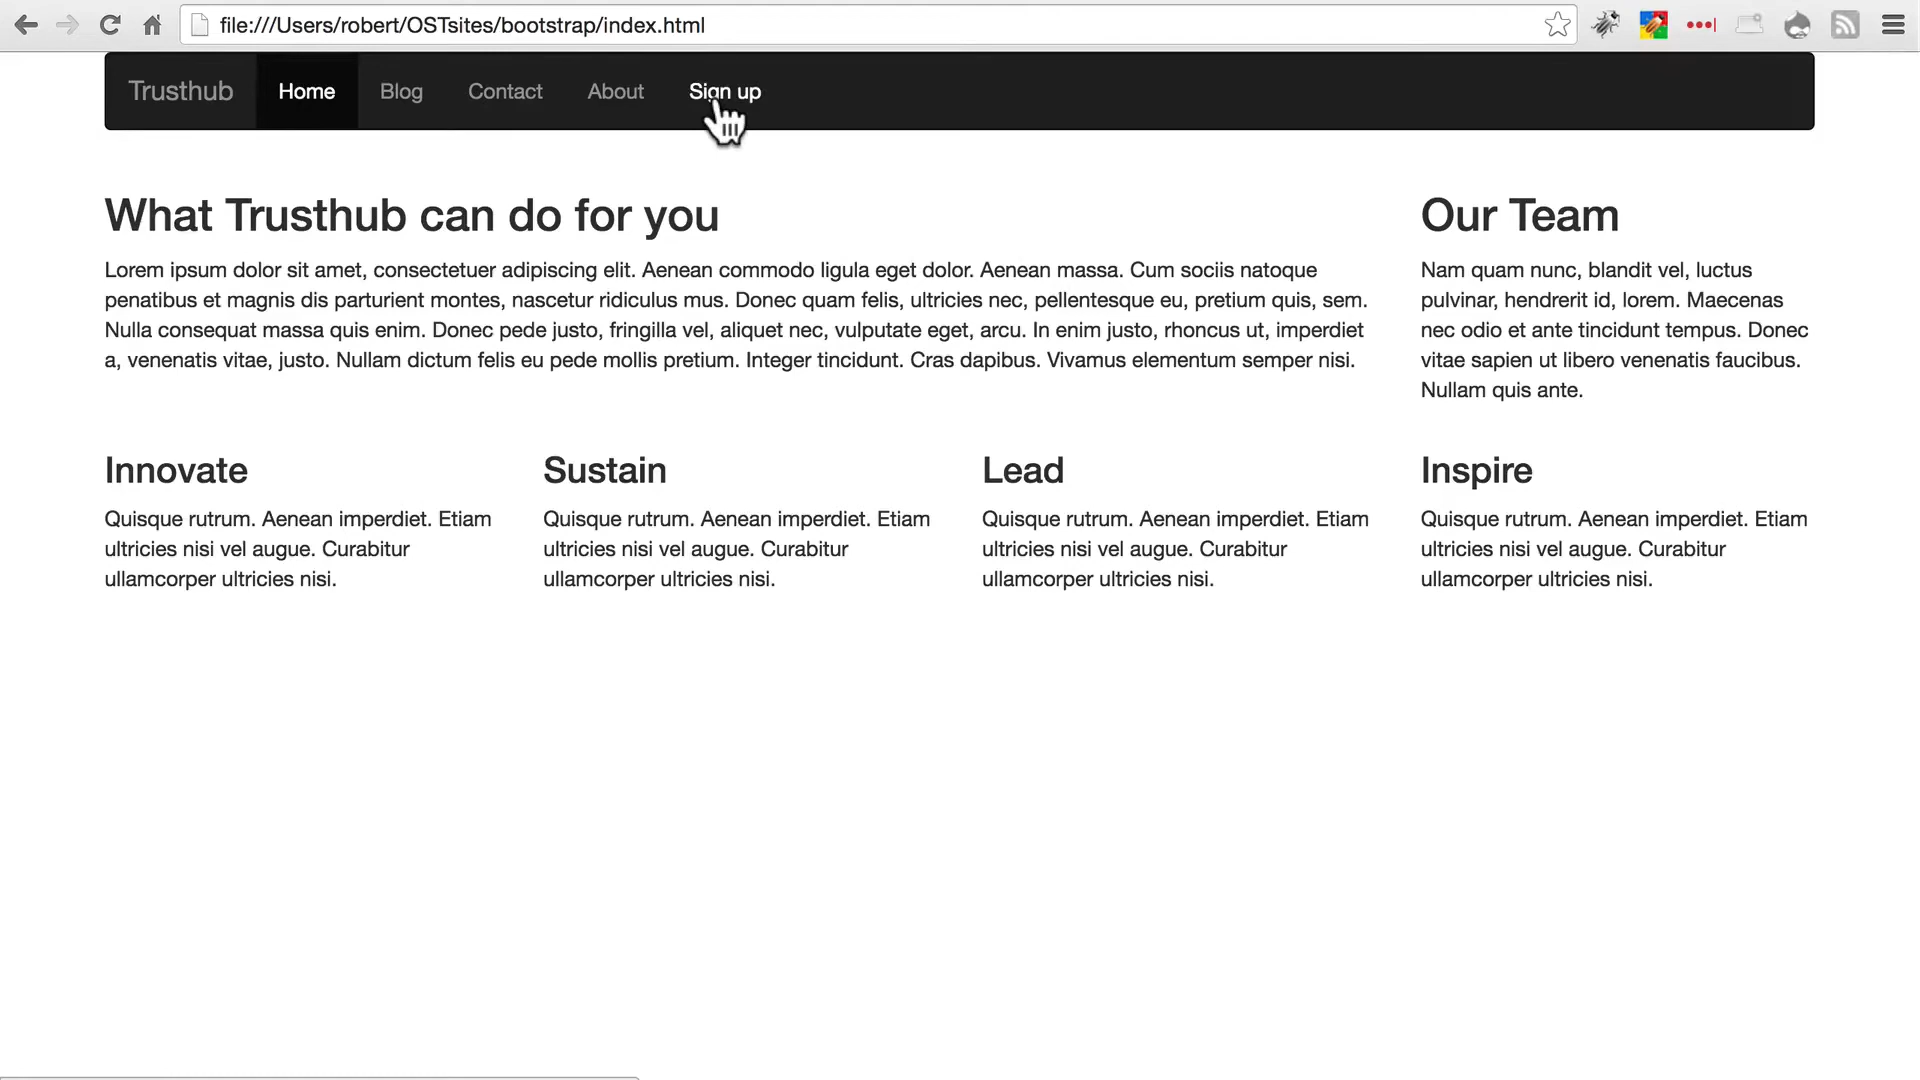 file:///Users/robert/OSTsites/bootstrap/index.html
Trusthub Home Blog Contact About Sign up
What Trusthub can do for you
Lorem ipsum dolor sit amet, consectetuer adipiscing elit. Aenean commodo ligula eget dolor. Aenean massa. Cum sociis natoque
penatibus et magnis dis parturient montes, nascetur ridiculus mus. Donec quam felis, ultricies nec, pellentesque eu, pretium quis, sem.
Nulla consequat massa quis enim. Donec pede justo, fringilla vel, aliquet nec, vulputate eget, arcu. In enim justo, rhoncus ut, imperdiet
a, venenatis vitae, justo. Nullam dictum felis eu pede mollis pretium. Integer tincidunt. Cras dapibus. Vivamus elementum semper nisi.
Our Team
Nam quam nunc, blandit vel, luctus
pulvinar, hendrerit id, lorem. Maecenas
nec odio et ante tincidunt tempus. Donec
vitae sapien ut libero venenatis faucibus.
Nullam quis ante.
Innovate
Quisque rutrum. Aenean imperdiet. Etiam
ultricies nisi vel augue. Curabitur
ullamcorper ultricies nisi.
Sustain
Quisque rutrum. Aenean imperdiet. Etiam
ultricies nisi vel augue. Curabitur
ullamcorper ultricies nisi.
Lead
Quisque rutrum. Aenean imperdiet. Etiam
ultricies nisi vel augue. Curabitur
ullamcorper ultricies nisi.
Inspire
Quisque rutrum. Aenean imperdiet. Etiam
ultricies nisi vel augue. Curabitur
ullamcorper ultricies nisi.